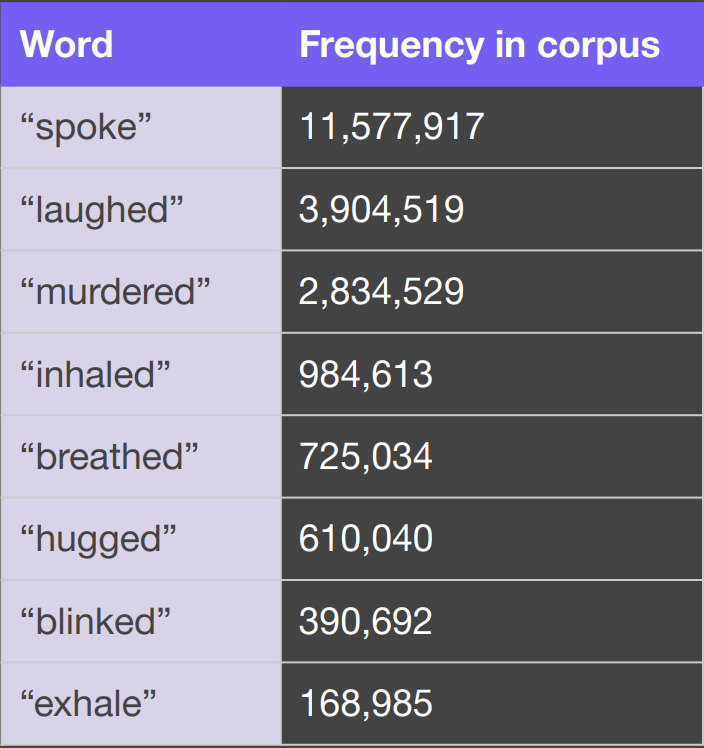 Word Frequency in corpus
“spoke” 11,577,917
“laughed” 3,904,519
“murdered” 2,834,529
“inhaled” 984,613
“breathed” 725,034
“hugged” 610,040
“blinked” 390,692
“exhale” 168,985